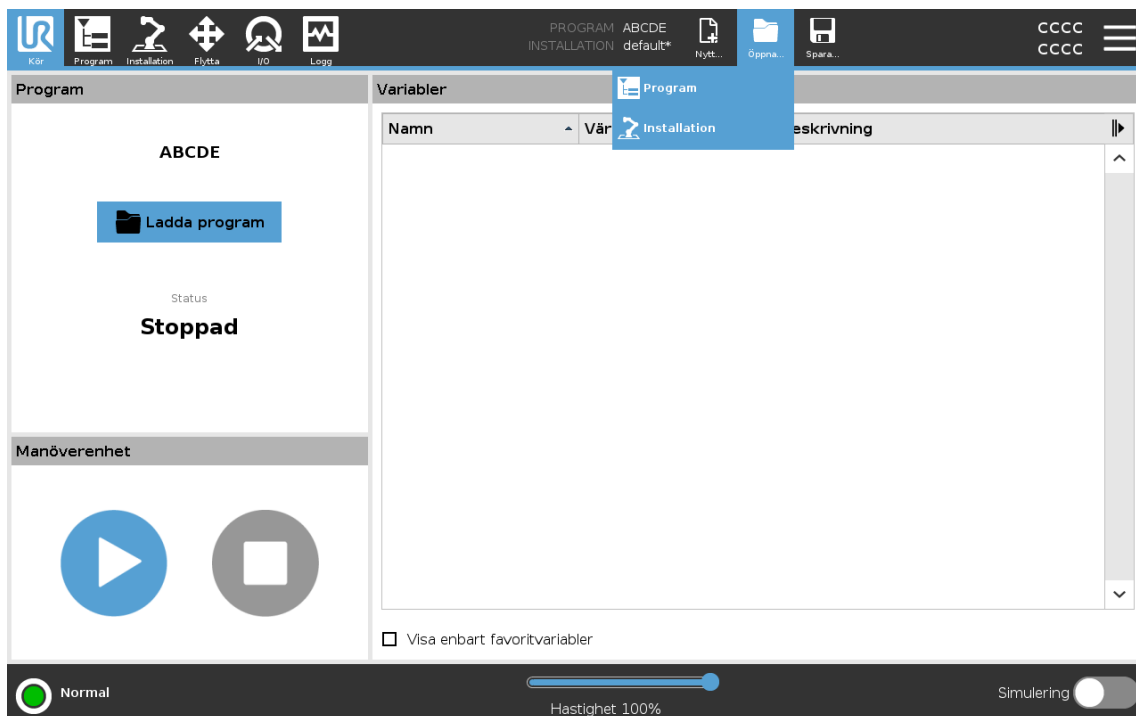 Kör
Program
Installation
Flytta
I/O
Logg
PROGRAM ABCDE
INSTALLATION default*
Nytt...
Öppna...
Spara...
CCCC
CCCC
Program
Installation
Program
ABCDE
Ladda program
Status
Stoppad
Manöverenhet
Variabler
Namn
Vär
eskrivning
Visa enbart favoritvariabler
Normal
Hastighet 100%
Simulering